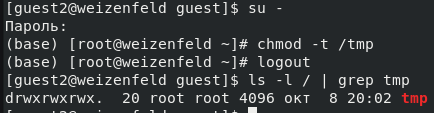 [guest2@weizenfeld guest]$ su -
Пароль:
(base) [root@weizenfeld ~]# chmod -t /tmp
(base) [root@weizenfeld ~]# logout
[guest2@weizenfeld guest]$ ls -l / | grep tmp
drwxrwxrwx.  20 root root 4096 окт  8 20:02 tmp
[guest2@weizenfeld guest]$